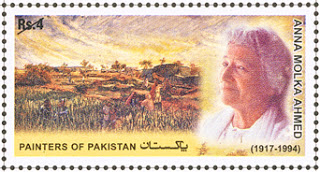 Rs.4
ANNA MOLKA AHMED
PAINTERS OF PAKISTAN پاکستان
(1917-1994)